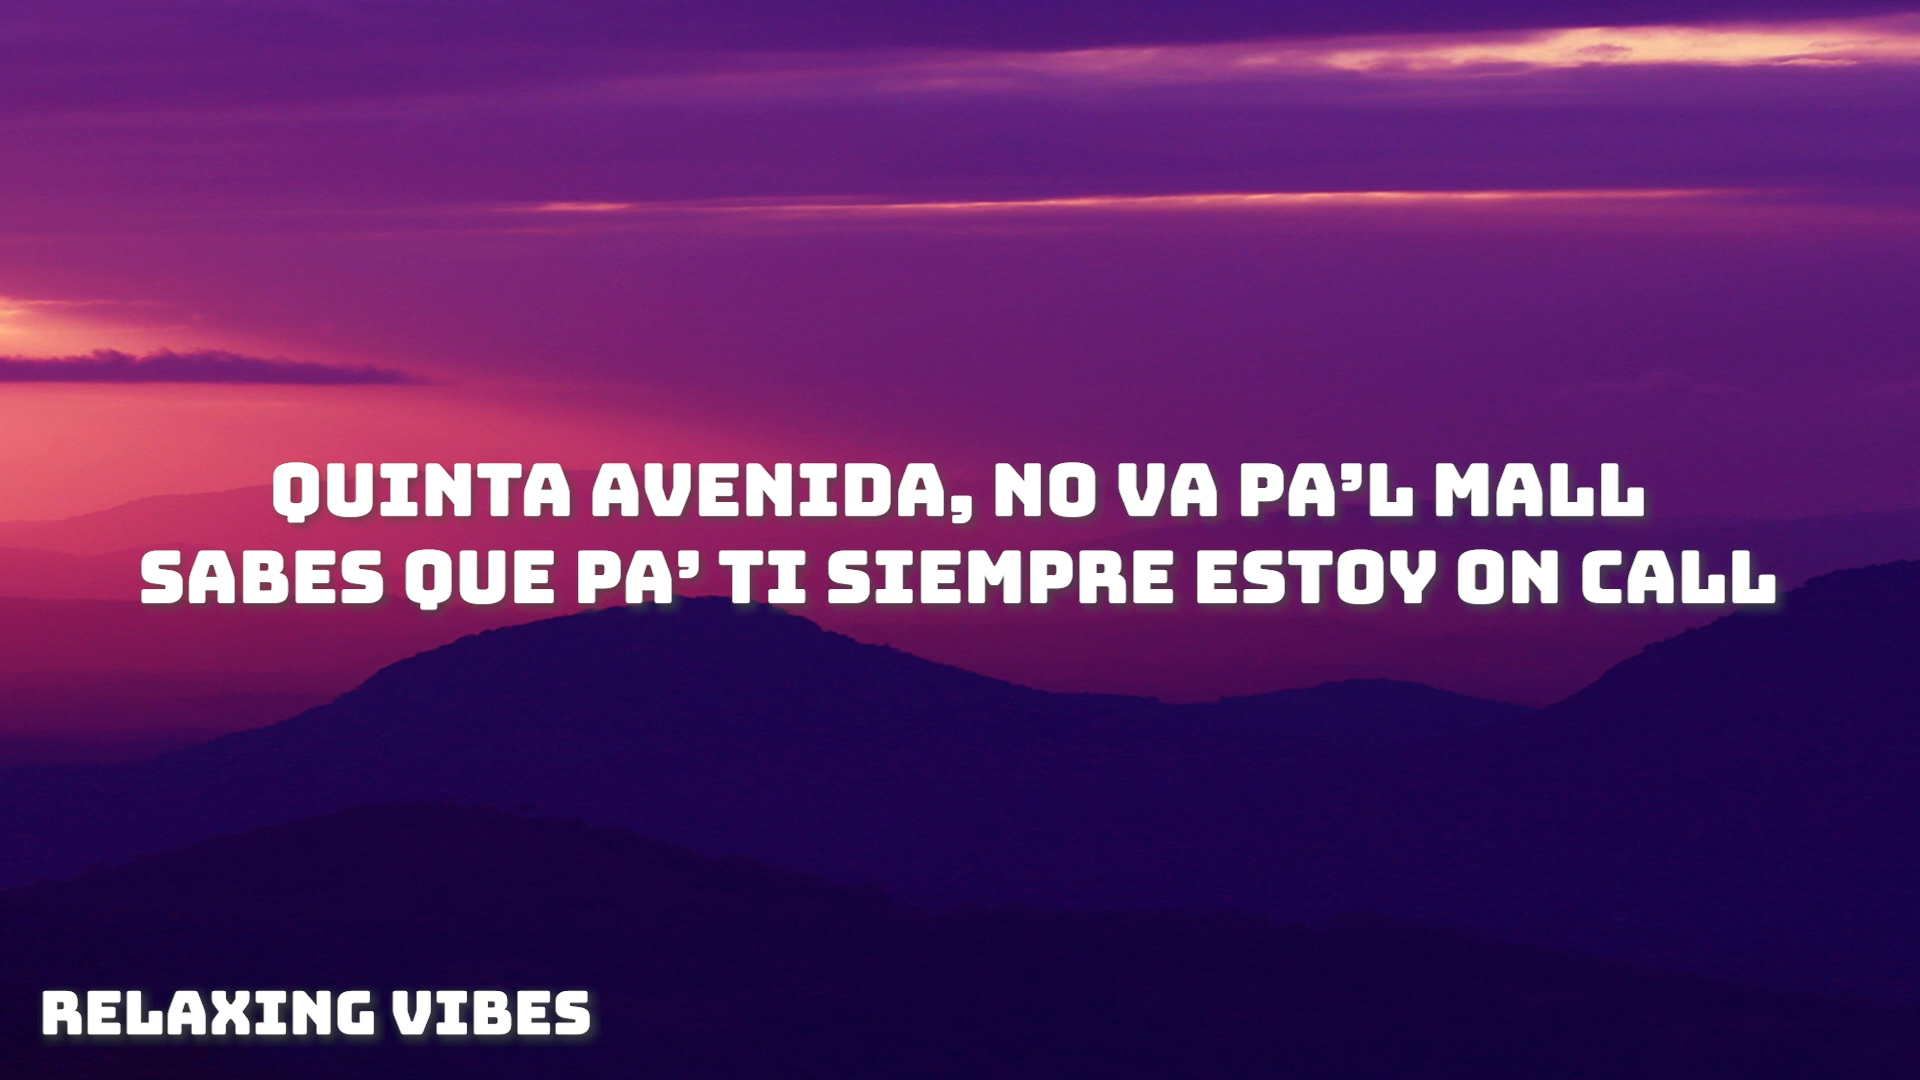 QUINTA AVENIDA, NO VA PA’L MALL
SABES QUE PA’ TI SIEMPRE ESTOY ON CALL
RELAXING VIBES